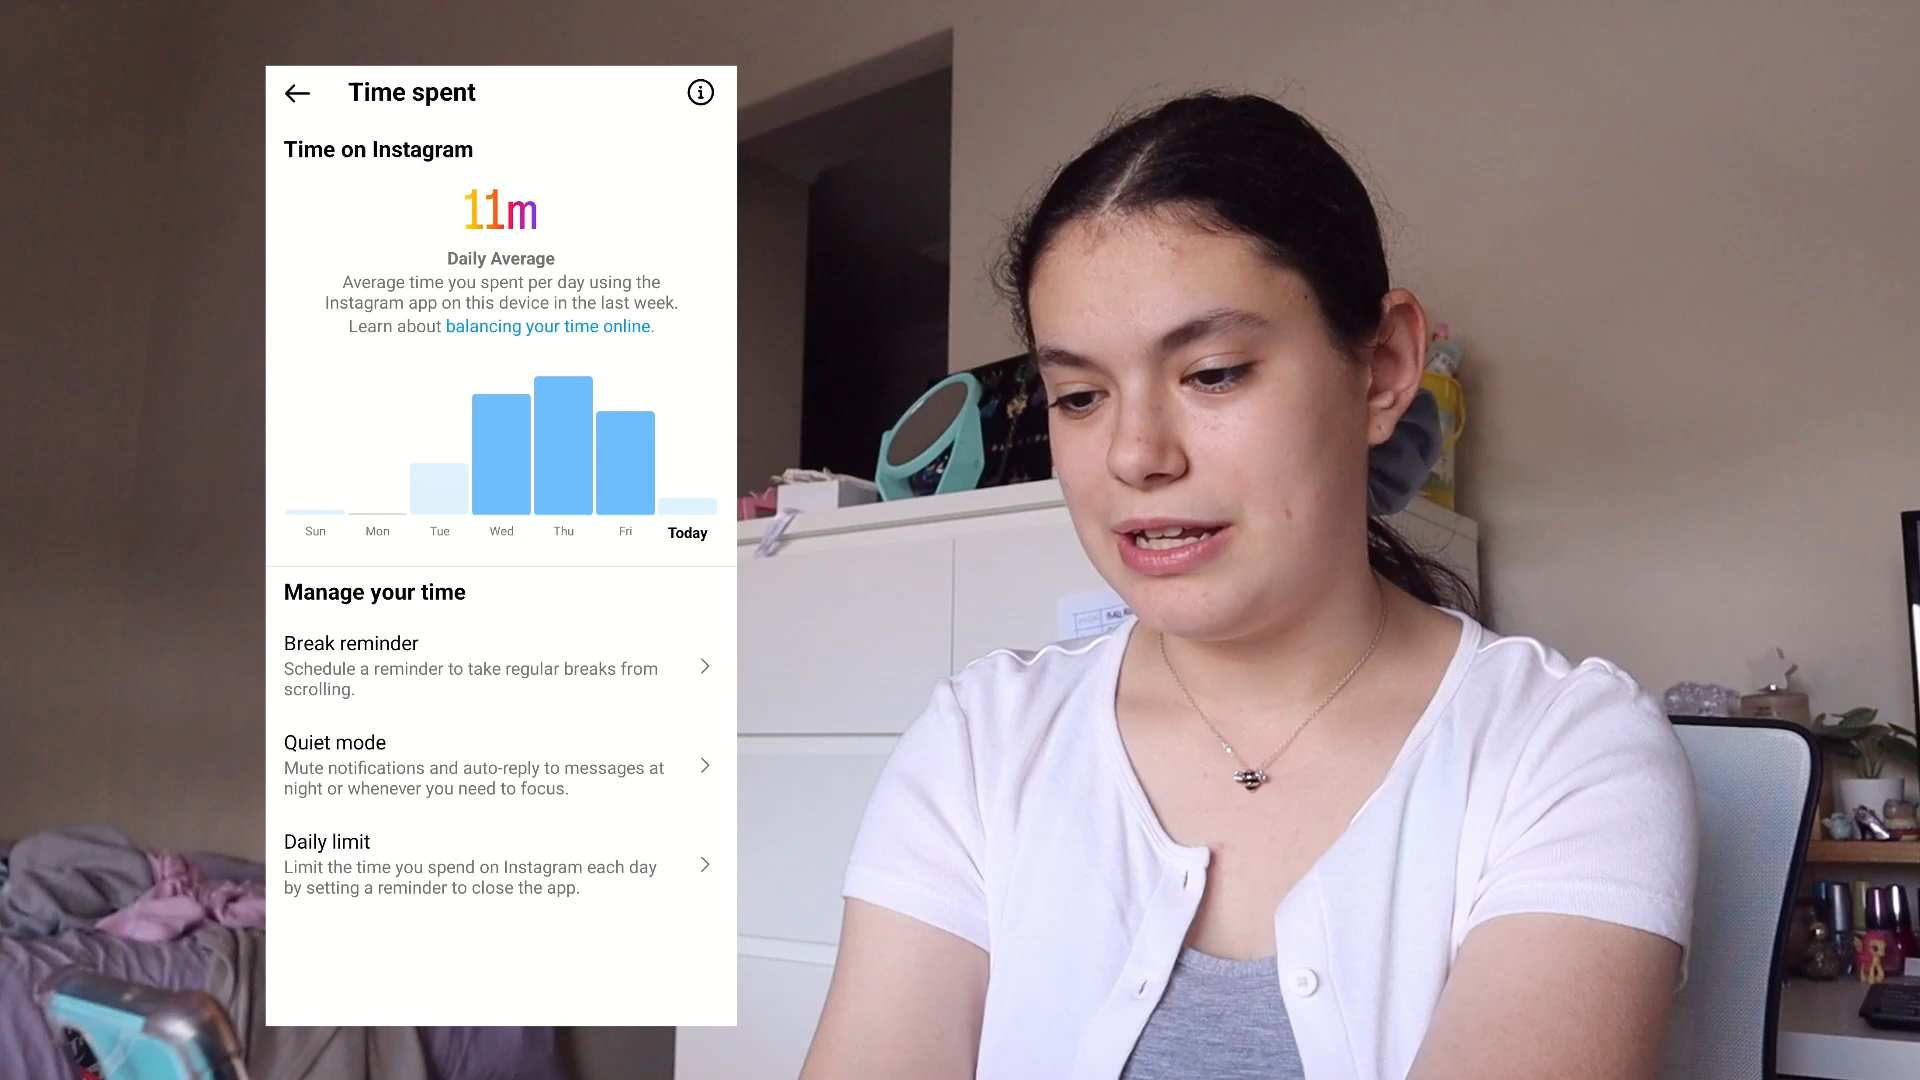 Time spent
Time on Instagram
11m
Daily Average
Average time you spent per day using the
Instagram app on this device in the last week.
Learn about balancing your time online.
Sun Mon Tue Wed Thu Fri Today
Manage your time
Break reminder
Schedule a reminder to take regular breaks from
scrolling.
Quiet mode
Mute notifications and auto-reply to messages at
night or whenever you need to focus.
Daily limit
Limit the time you spend on Instagram each day
by setting a reminder to close the app.